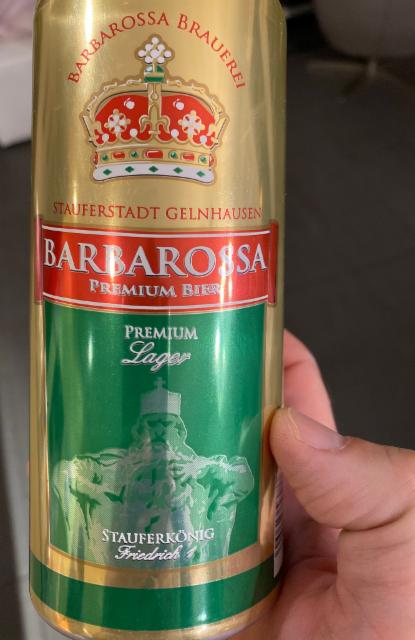 BARBAROSSA BRAUEREI
STAUFERSTADT GELNHAUSEN
BARBAROSSA
PREMIUM BIER
PREMIUM
Lager
STAUFERKÖNIG
Friedrich 1